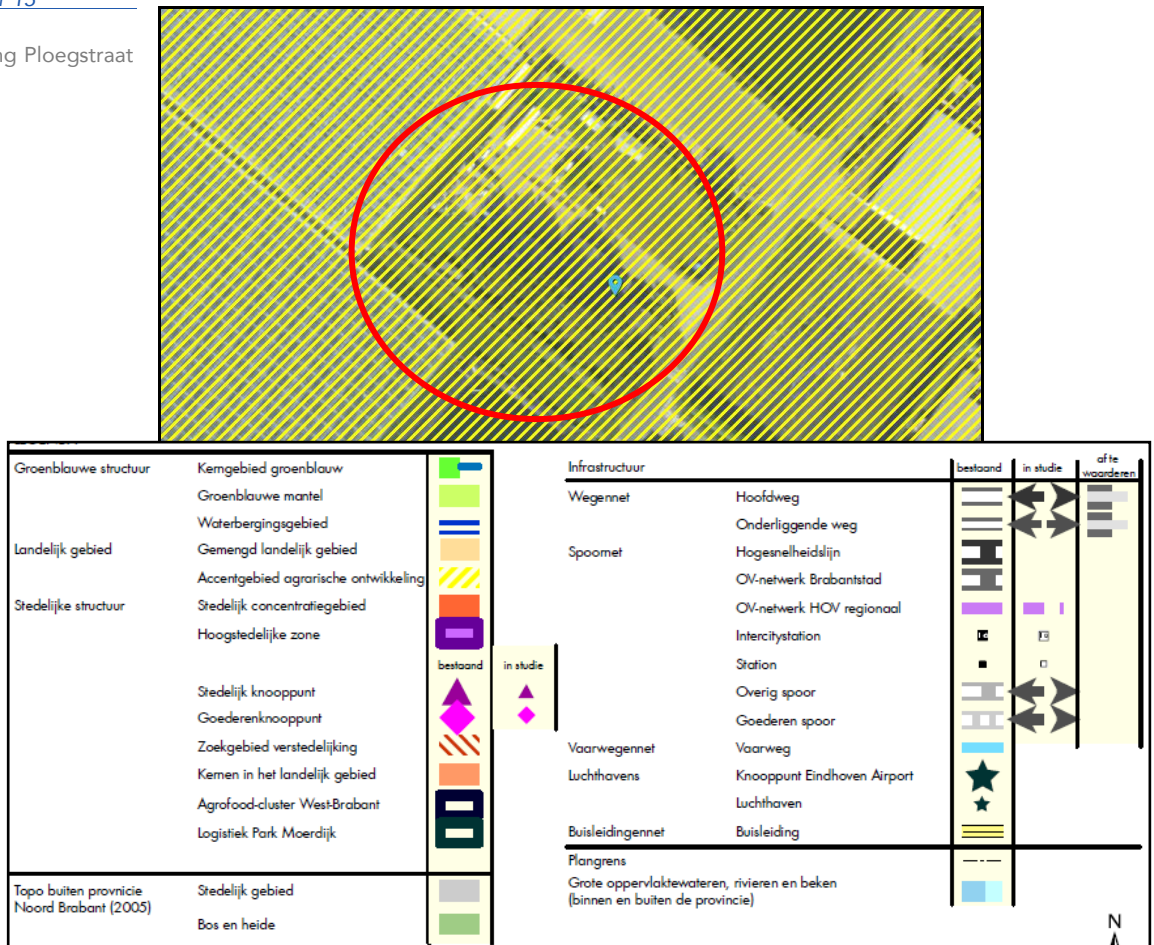 ng Ploegstraat
Groenblauwe structuur Kerngebied groenblauw
Groenblauwe mantel
Waterbergingsgebied
Landelijk gebied Gemengd landelijk gebied
Accentgebied agrarische ontwikkeling
Stedelijke structuur Stedelijk concentratiegebied
Hoogstedelijke zone
bestaand in studie
Stedelijk knooppunt
Goederenknooppunt
Zoekgebied verstedelijking
Kernen in het landelijk gebied
Agrofood-cluster West-Brabant
Logistiek Park Moerdijk
Topo buiten provnicie Stedelijk gebied
Noord Brabant (2005)
Bos en heide
Infrastructuur bestaand in studie af te
waarderen
Wegennet Hoofdweg
Onderliggende weg
Spoornet Hogesnelheidslijn
OV-netwerk Brabantstad
OV-netwerk HOV regionaal
Intercitystation
Station
Overig spoor
Goederen spoor
Vaarwegennet Vaarweg
Luchthavens Knooppunt Eindhoven Airport
Luchthaven
Buisleidingennet Buisleiding
Plangrens
Grote oppervlaktewateren, rivieren en beken
(binnen en buiten de provincie)
N